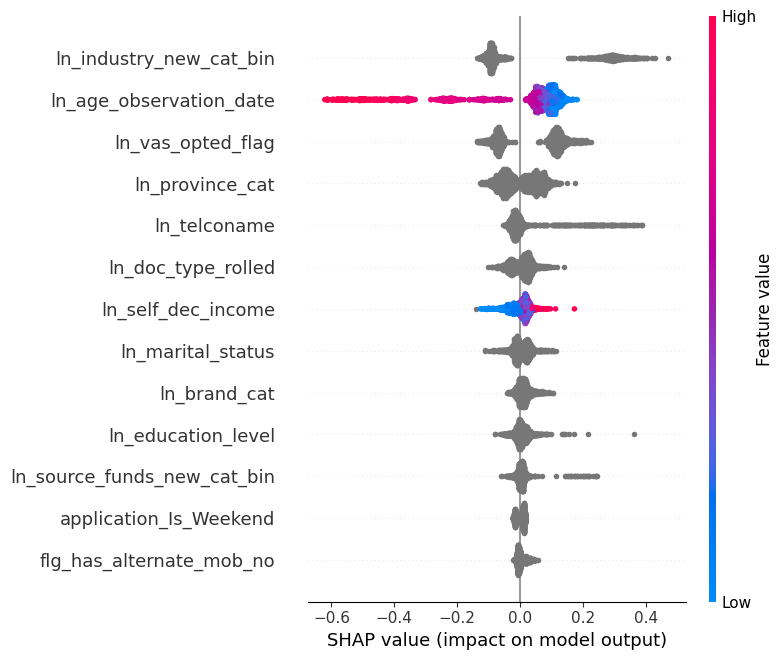 High
ln_industry_new_cat_bin
ln_age_observation_date
ln_vas_opted_flag
ln_province_cat
ln_telconame
ln_doc_type_rolled
ln_self_dec_income
ln_marital_status
ln_brand_cat
ln_education_level
ln_source_funds_new_cat_bin
application_Is_Weekend
flg_has_alternate_mob_no
Feature value
Low
−0.6 −0.4 −0.2 0.0 0.2 0.4
SHAP value (impact on model output)